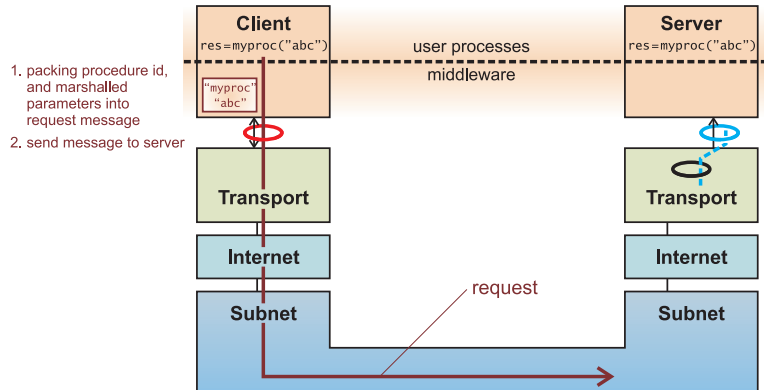 Client
res=myproc("abc")
user processes
middleware
Server
res=myproc("abc")
1. packing procedure id,
and marshalled
parameters into
request message
2. send message to server
"myproc"
"abc"
Transport
Transport
Internet
Internet
Subnet
request
Subnet